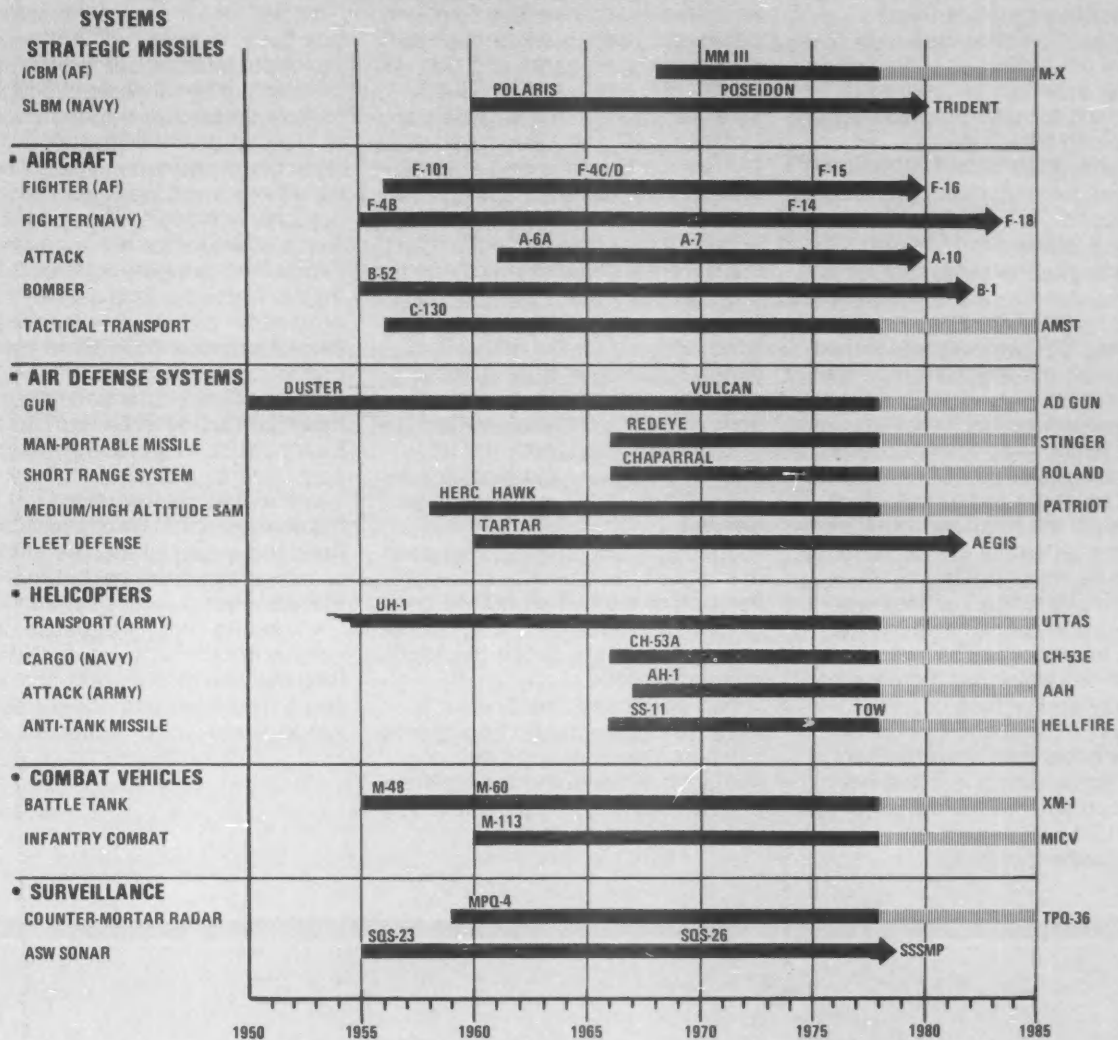 SYSTEMS
STRATEGIC MISSILES
ICBM (AF) MM III M-X
SLBM (NAVY) POLARIS POSEIDON TRIDENT
• AIRCRAFT
FIGHTER (AF) F-101 F-4C/D F-15 F-16
FIGHTER(NAVY) F-4B F-14 F-18
ATTACK A-6A A-7 A-10
BOMBER B-52 B-1
TACTICAL TRANSPORT C-130 AMST
• AIR DEFENSE SYSTEMS
GUN DUSTER VULCAN AD GUN
MAN-PORTABLE MISSILE REDEYE STINGER
SHORT RANGE SYSTEM CHAPARRAL ROLAND
MEDIUM/HIGH ALTITUDE SAM HERC HAWK PATRIOT
FLEET DEFENSE TARTAR AEGIS
• HELICOPTERS
TRANSPORT (ARMY) UH-1 UTTAS
CARGO (NAVY) CH-53A CH-53E
ATTACK (ARMY) AH-1 AAH
ANTI-TANK MISSILE SS-11 TOW HELLFIRE
• COMBAT VEHICLES
BATTLE TANK M-48 M-60 XM-1
INFANTRY COMBAT M-113 MICV
• SURVEILLANCE
COUNTER-MORTAR RADAR MPQ-4 TPQ-36
ASW SONAR SQS-23 SQS-26 SSSMP
1950 1955 1960 1965 1970 1975 1980 1985